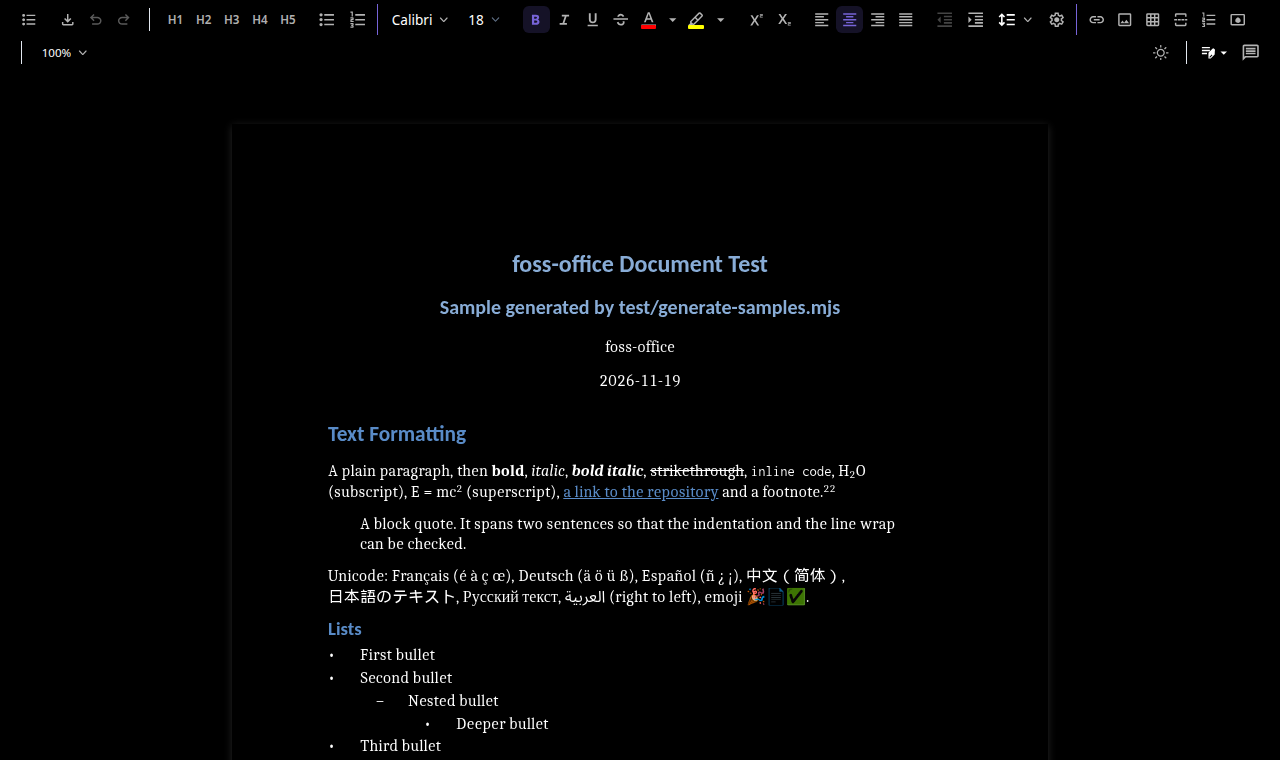 H1 H2 H3 H4 H5 Calibri 18 B I U S A X X
100%
foss-office Document Test
Sample generated by test/generate-samples.mjs
foss-office
2026-11-19
Text Formatting
A plain paragraph, then bold, italic, bold italic, strikethrough, inline code, H₂O
(subscript), E = mc² (superscript), a link to the repository and a footnote.²²
A block quote. It spans two sentences so that the indentation and the line wrap
can be checked.
Unicode: Français (é à ç œ), Deutsch (ä ö ü ß), Español (ñ ¿ ¡), 中文（简体）,
日本語のテキスト, Русский текст, العربية (right to left), emoji 🎉📄✅.
Lists
• First bullet
• Second bullet
– Nested bullet
• Deeper bullet
• Third bullet